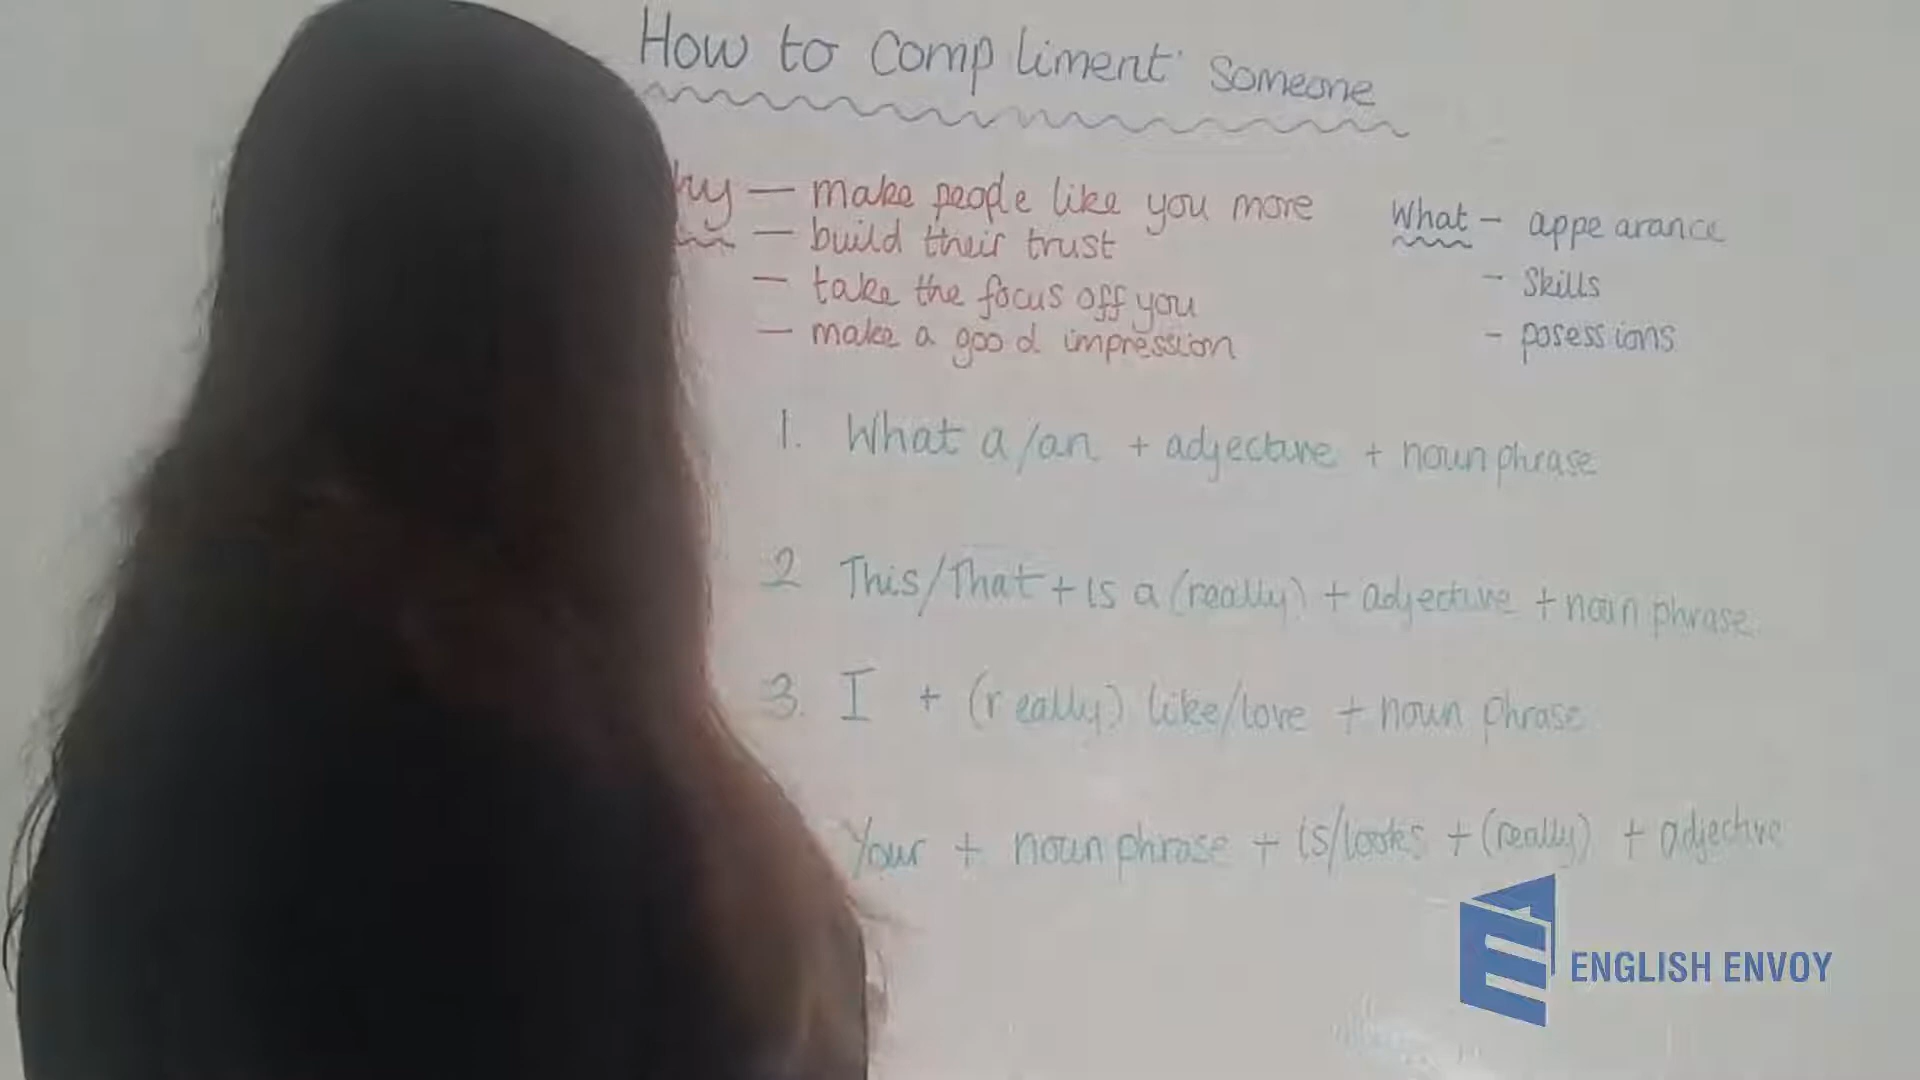 How to compliment someone
hy — make people like you more
— build their trust
— take the focus off you
— make a good impression
What - appearance
- Skills
- posessions
1. What a/an + adjective + noun phrase
2 This/That + is a (really) + adjective + noun phrase
3. I + (really) like/love + noun phrase
Your + noun phrase + is/looks + (really) + adjective
ENGLISH ENVOY